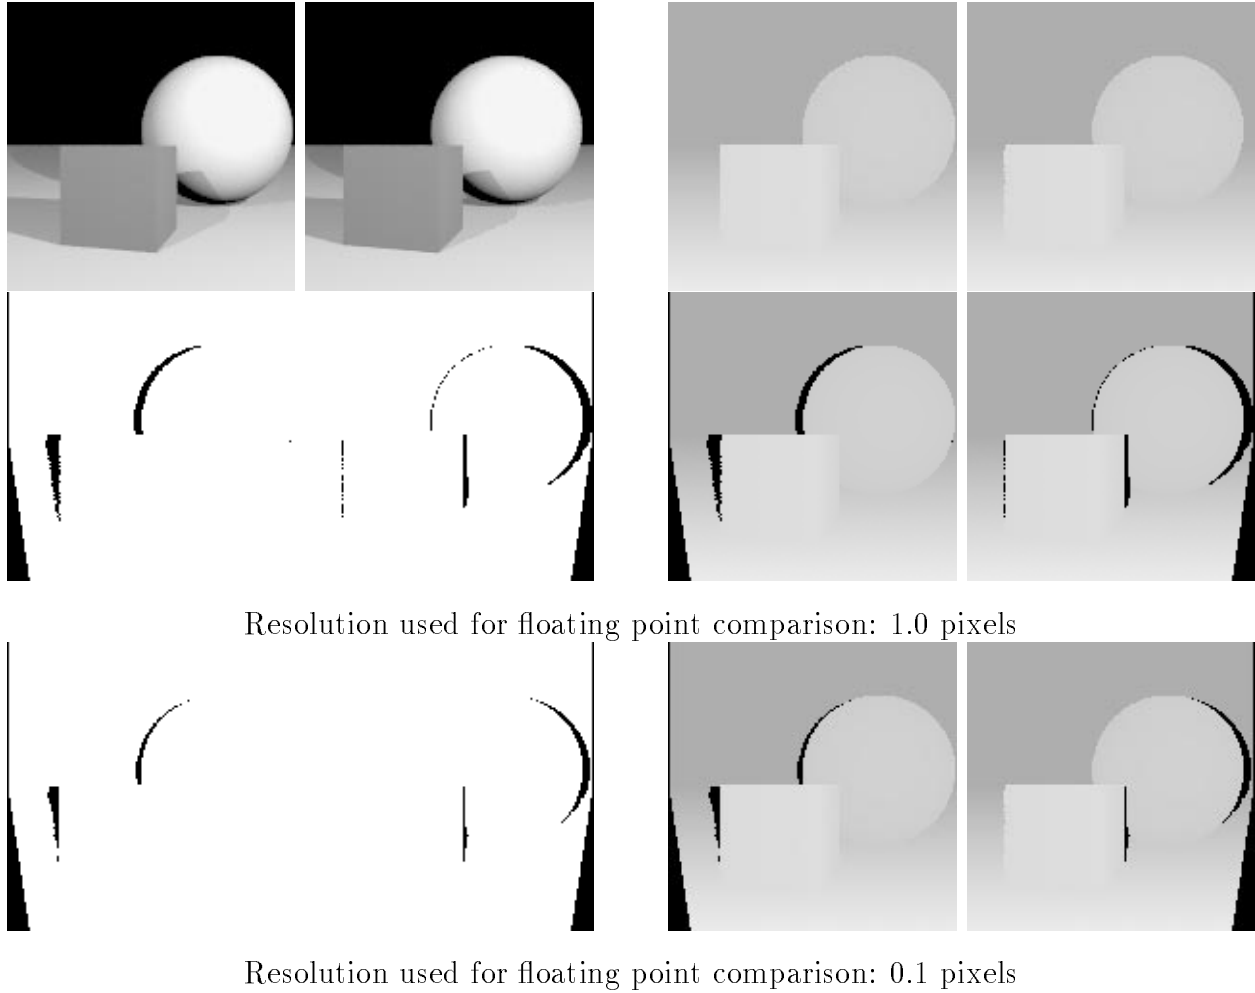 Resolution used for floating point comparison: 1.0 pixels
Resolution used for floating point comparison: 0.1 pixels